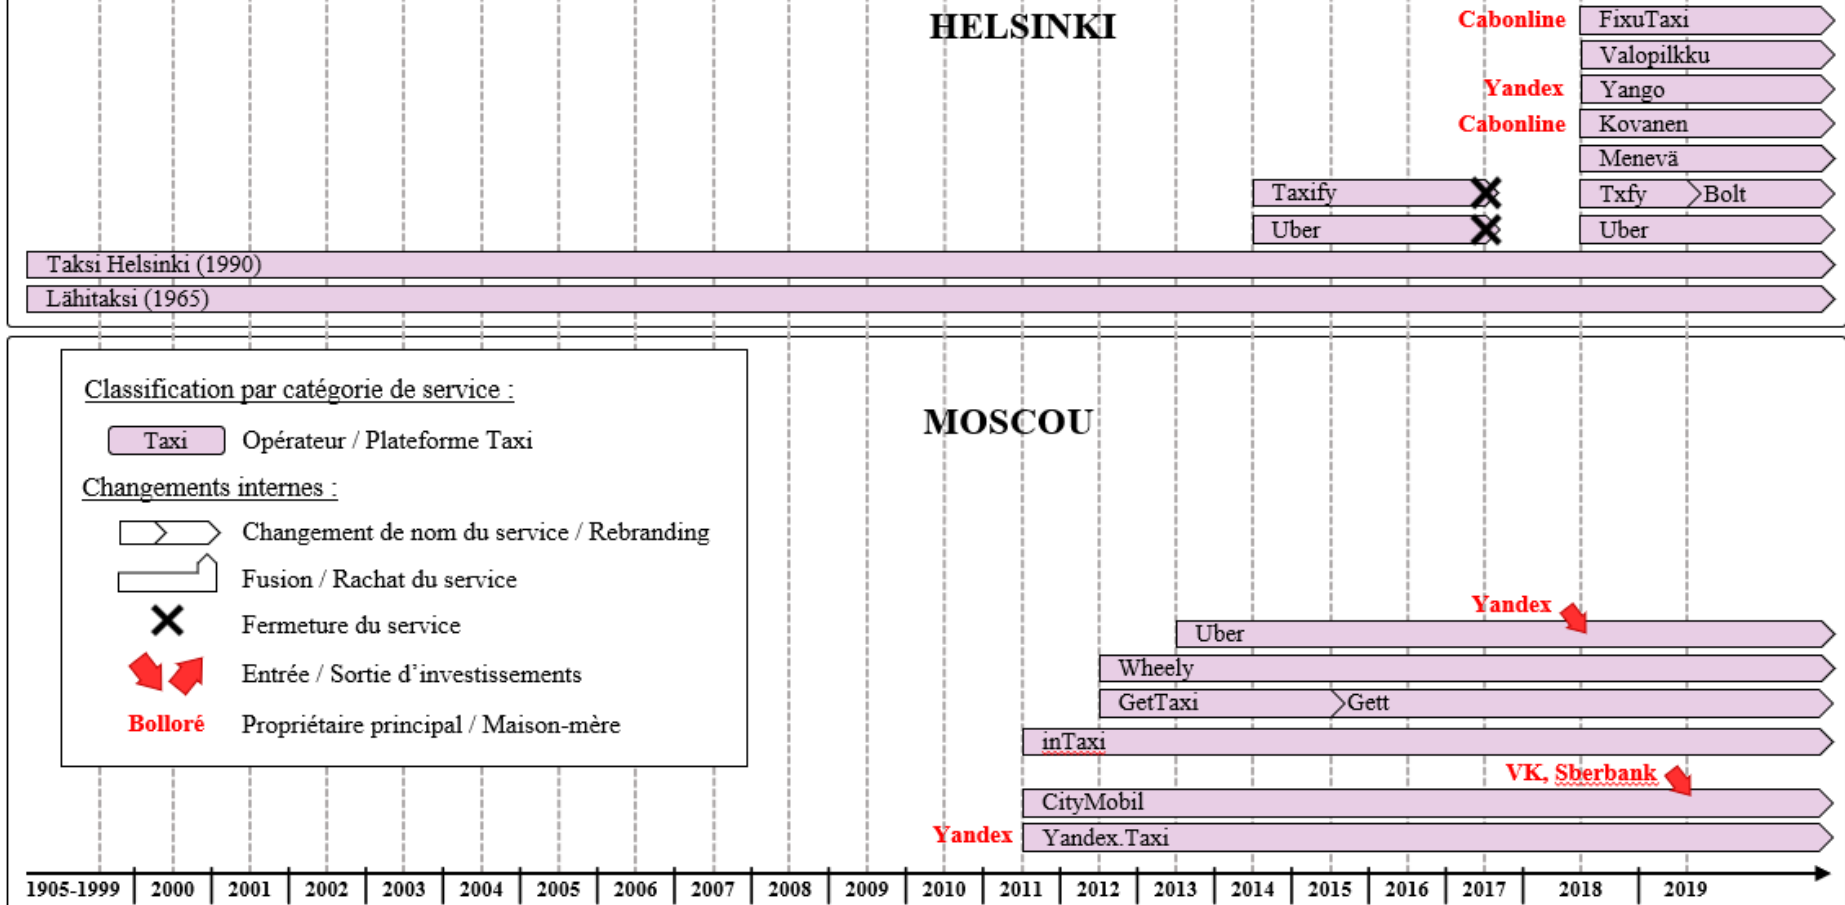 HELSINKI
Cabonline FixuTaxi
Valopilkku
Yandex Yango
Cabonline Kovanen
Menevä
Taxify Txfy Bolt
Uber Uber
Taksi Helsinki (1990)
Lähitaksi (1965)
MOSCOU
Classification par catégorie de service :
Taxi Opérateur / Plateforme Taxi
Changements internes :
Changement de nom du service / Rebranding
Fusion / Rachat du service
Fermeture du service
Entrée / Sortie d’investissements
Bolloré Propriétaire principal / Maison-mère
Yandex
Uber
Wheely
GetTaxi Gett
inTaxi
VK, Sberbank
CityMobil
Yandex Yandex.Taxi
1905-1999 2000 2001 2002 2003 2004 2005 2006 2007 2008 2009 2010 2011 2012 2013 2014 2015 2016 2017 2018 2019